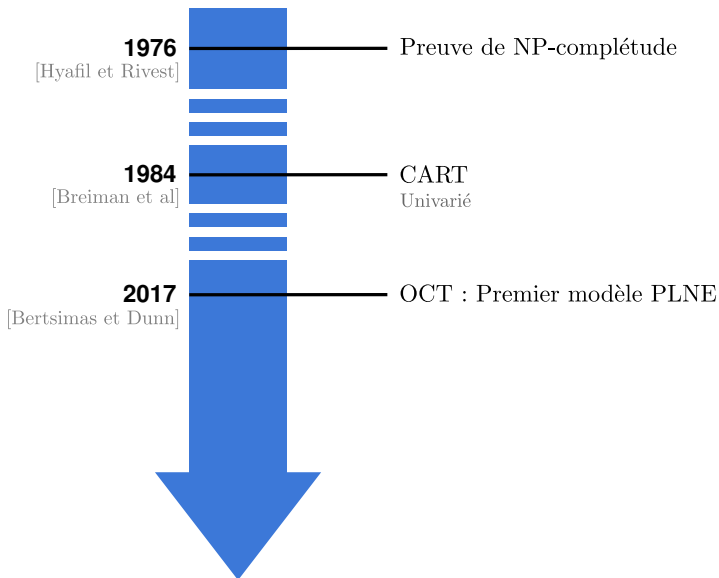 1976
Preuve de NP-complétude
[Hyafil et Rivest]
1984
CART
[Breiman et al]
Univarié
2017
OCT : Premier modèle PLNE
[Bertsimas et Dunn]